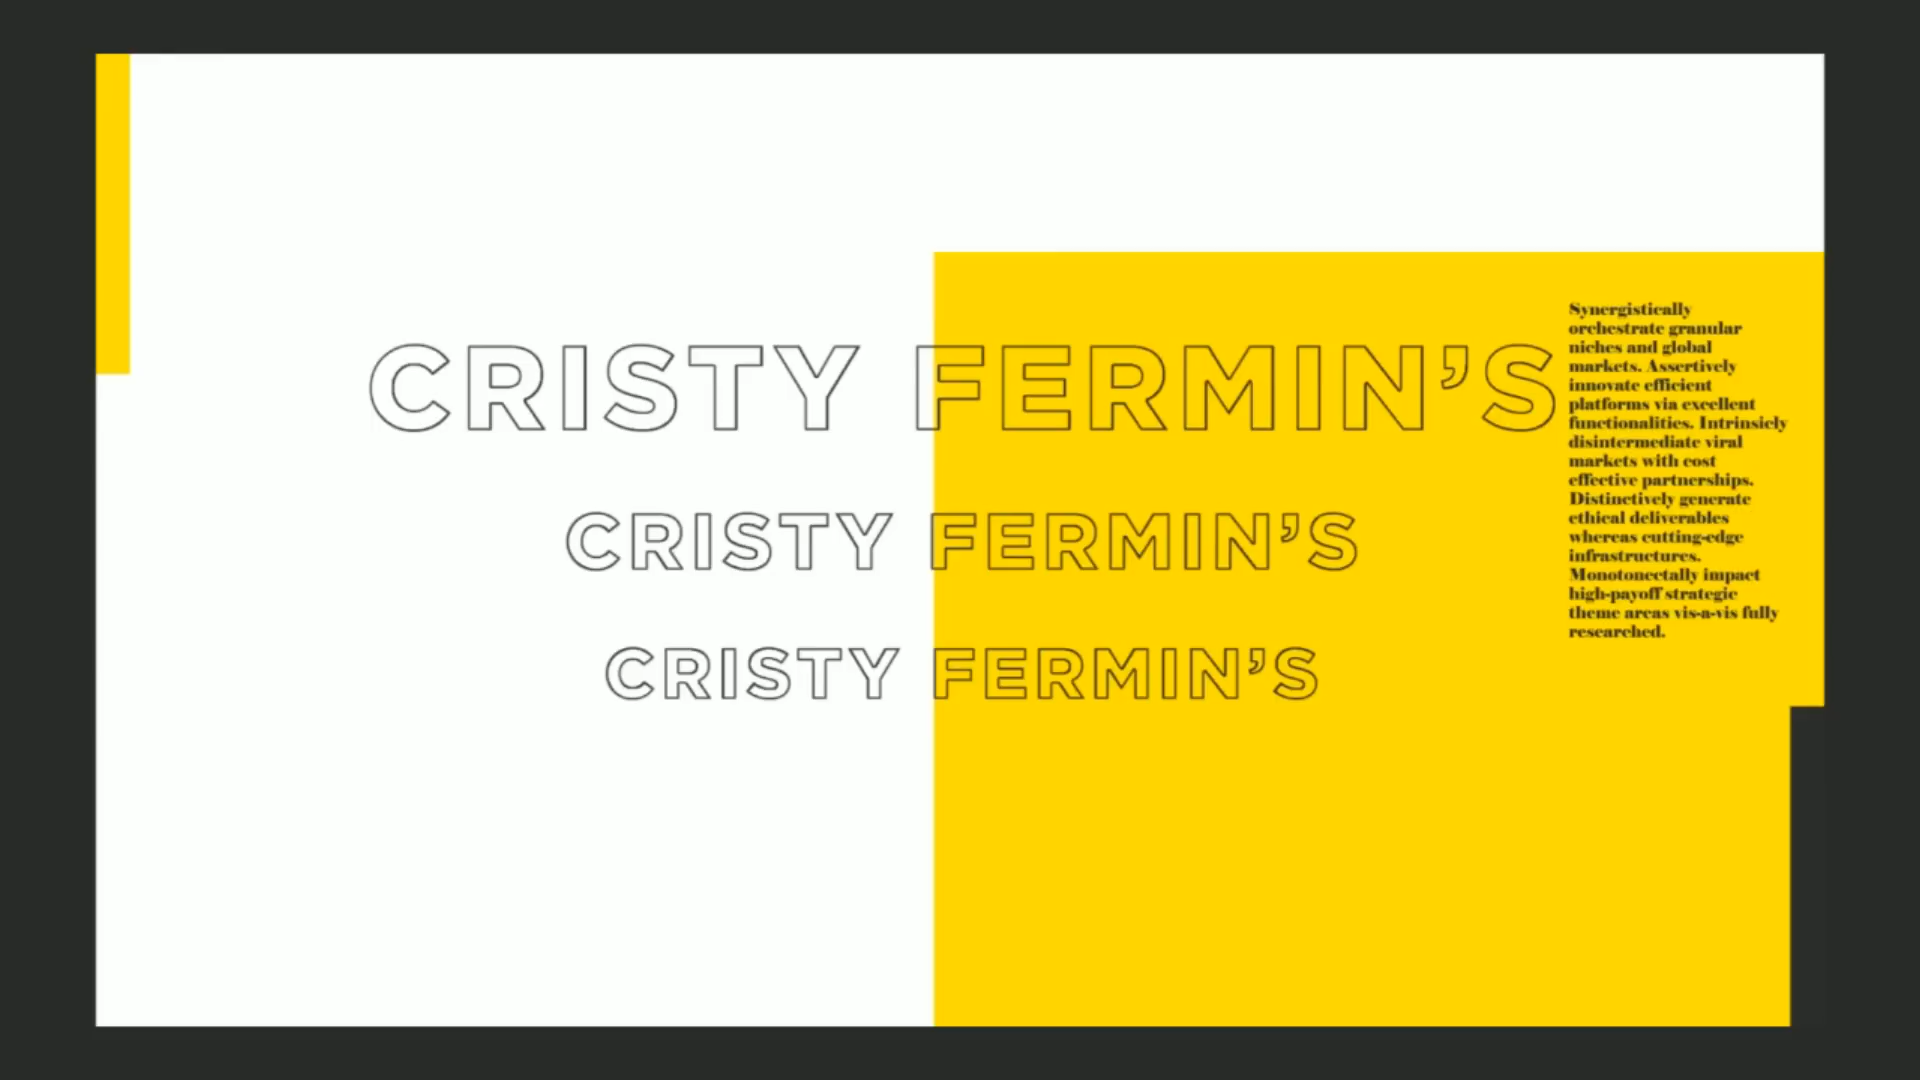 CRISTY FERMIN’S
CRISTY FERMIN’S
CRISTY FERMIN’S
Synergistically
orchestrate granular
niches and global
markets. Assertively
innovate efficient
platforms via excellent
functionalities. Intrinsicly
disintermediate viral
markets with cost
effective partnerships.
Distinctively generate
ethical deliverables
whereas cutting-edge
infrastructures.
Monotonectally impact
high-payoff strategic
theme areas vis-a-vis fully
researched.